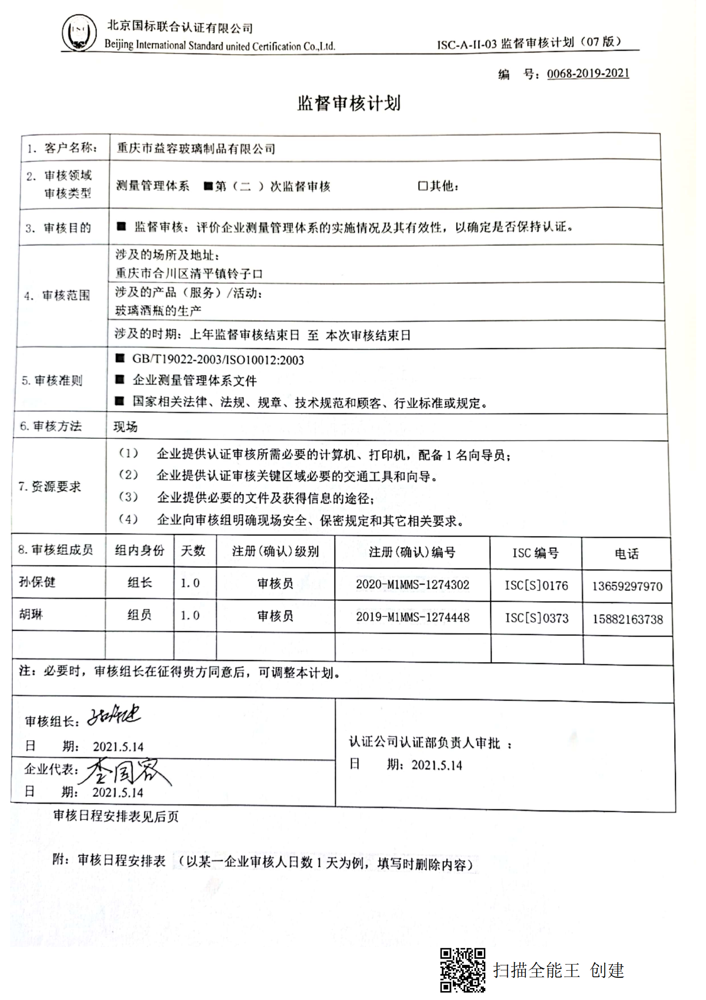 ISC
北京国标联合认证有限公司
Beijing International Standard united Certification Co.,Ltd.
ISC-A-II-03 监督审核计划（07 版）
编 号：0068-2019-2021
监督审核计划
1. 客户名称： 重庆市益容玻璃制品有限公司
2. 审核领域
审核类型
测量管理体系 ■第（二 ）次监督审核 □其他：
3. 审核目的 ■ 监督审核：评价企业测量管理体系的实施情况及其有效性，以确定是否保持认证。
4. 审核范围
涉及的场所及地址：
重庆市合川区清平镇铃子口
涉及的产品（服务）/活动：
玻璃酒瓶的生产
涉及的时期：上年监督审核结束日 至 本次审核结束日
5.审核准则
■ GB/T19022-2003/ISO10012:2003
■ 企业测量管理体系文件
■ 国家相关法律、法规、规章、技术规范和顾客、行业标准或规定。
6.审核方法 现场
7.资源要求
（1） 企业提供认证审核所需必要的计算机、打印机，配备 1 名向导员；
（2） 企业提供认证审核关键区域必要的交通工具和向导。
（3） 企业提供必要的文件及获得信息的途径；
（4） 企业向审核组明确现场安全、保密规定和其它相关要求。
8.审核组成员 组内身份 天数 注册(确认)级别 注册(确认)编号 ISC 编号 电话
孙保健 组长 1.0 审核员 2020-M1MMS-1274302 ISC[S]0176 13659297970
胡琳 组员 1.0 审核员 2019-M1MMS-1274448 ISC[S]0373 15882163738
注：必要时，审核组长在征得贵方同意后，可调整本计划。
审核组长：孙保健
日 期： 2021.5.14
企业代表：李国容
日 期： 2021.5.14
认证公司认证部负责人审批 ：
日 期：2021.5.14
审核日程安排表见后页
附：审核日程安排表 （以某一企业审核人日数 1 天为例，填写时删除内容）
扫描全能王 创建